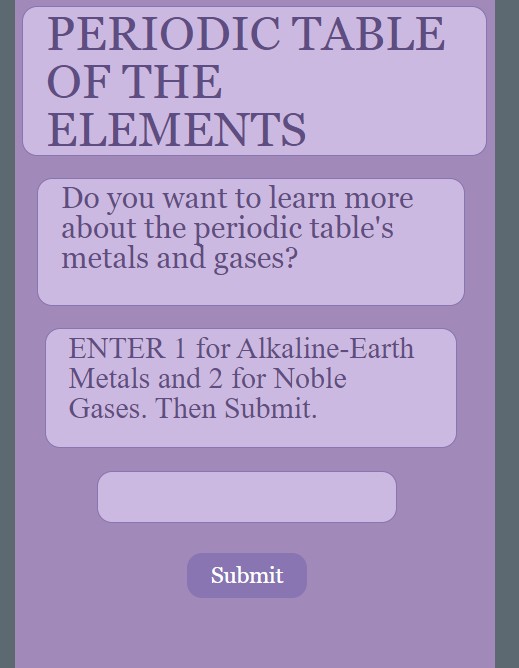 PERIODIC TABLE
OF THE
ELEMENTS
Do you want to learn more
about the periodic table's
metals and gases?
ENTER 1 for Alkaline-Earth
Metals and 2 for Noble
Gases. Then Submit.
Submit